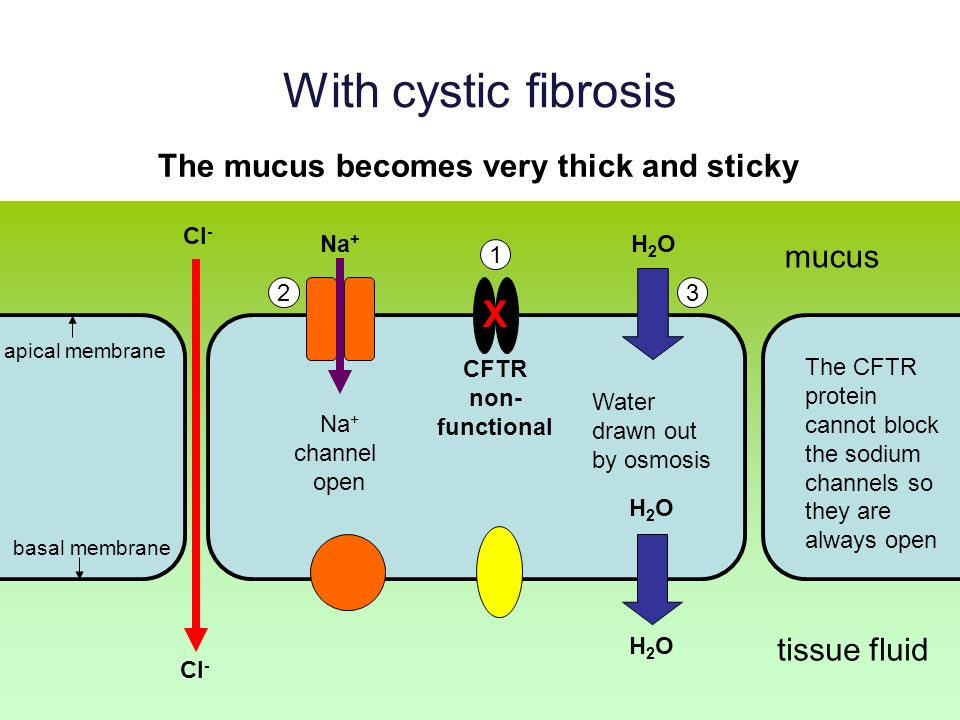 With cystic fibrosis
The mucus becomes very thick and sticky
Cl-
Na+
1
H2O
mucus
2
X
3
apical membrane
CFTR
non-
functional
Na+
channel
open
Water
drawn out
by osmosis
The CFTR
protein
cannot block
the sodium
channels so
they are
always open
H2O
basal membrane
H2O
tissue fluid
Cl-